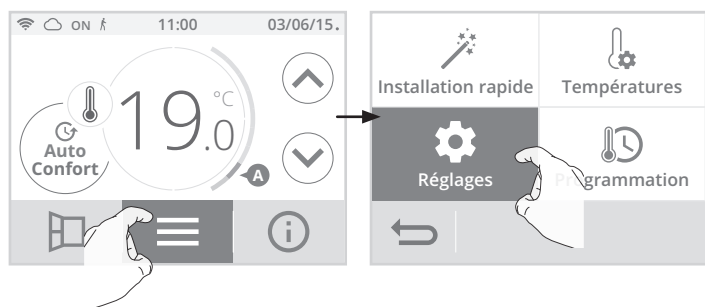 ON 11:00 03/06/15.
19.0 °C
Auto
Confort
A
Installation rapide Températures
Réglages Programmation